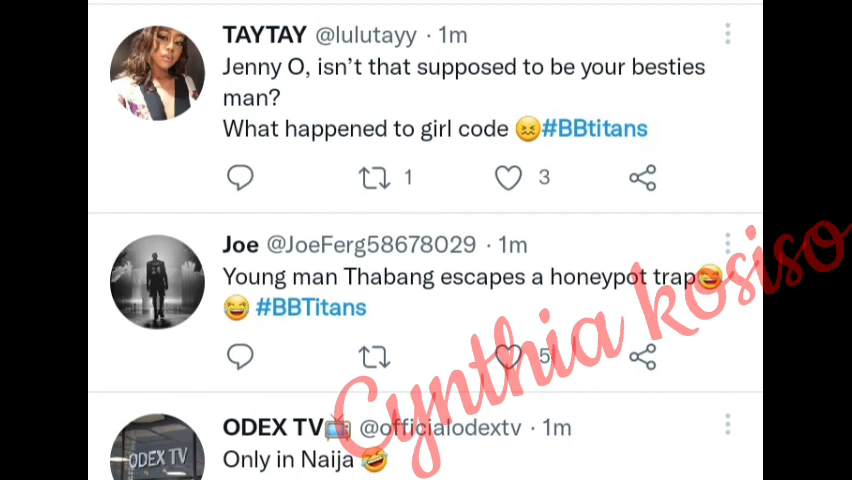 TAYTAY @lulutayy · 1m
Jenny O, isn't that supposed to be your besties
man?
What happened to girl code 😖#BBtitans
1 3
Joe @JoeFerg58678029 · 1m
Young man Thabang escapes a honeypot trap😂
😂 #BBTitans
5
Cynthia kosiso
ODEX TV📺 @officialodextv · 1m
ODEX TV
Only in Naija 🤣